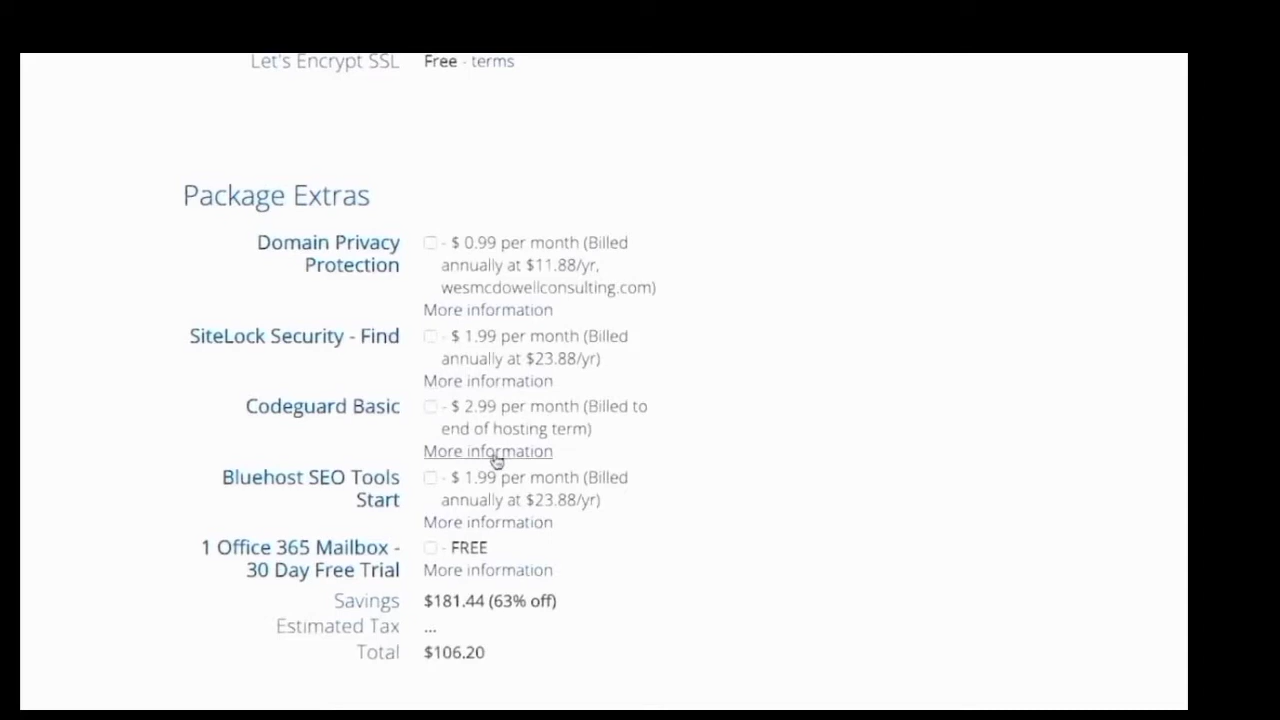 Let's Encrypt SSL Free - terms
Package Extras
Domain Privacy - $ 0.99 per month (Billed
Protection annually at $11.88/yr,
wesmcdowellconsulting.com)
More information
SiteLock Security - Find - $ 1.99 per month (Billed
annually at $23.88/yr)
More information
Codeguard Basic - $ 2.99 per month (Billed to
end of hosting term)
More information
Bluehost SEO Tools - $ 1.99 per month (Billed
Start annually at $23.88/yr)
More information
1 Office 365 Mailbox - - FREE
30 Day Free Trial More information
Savings $181.44 (63% off)
Estimated Tax ...
Total $106.20